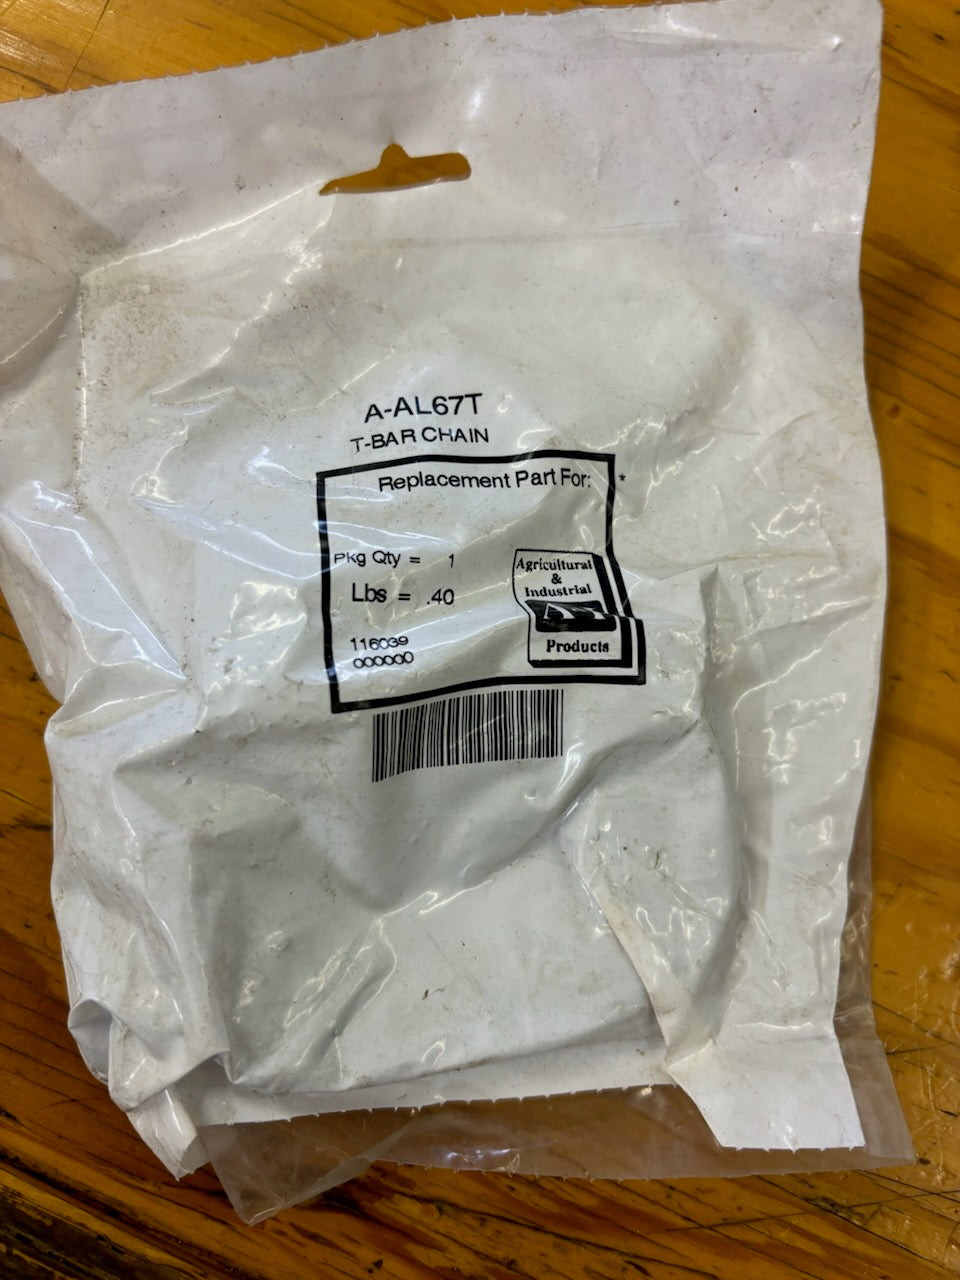 A-AL67T
T-BAR CHAIN
Replacement Part For: *
Pkg Qty = 1
Lbs = .40
116039
000000
Agricultural
&
Industrial
A&I
Products